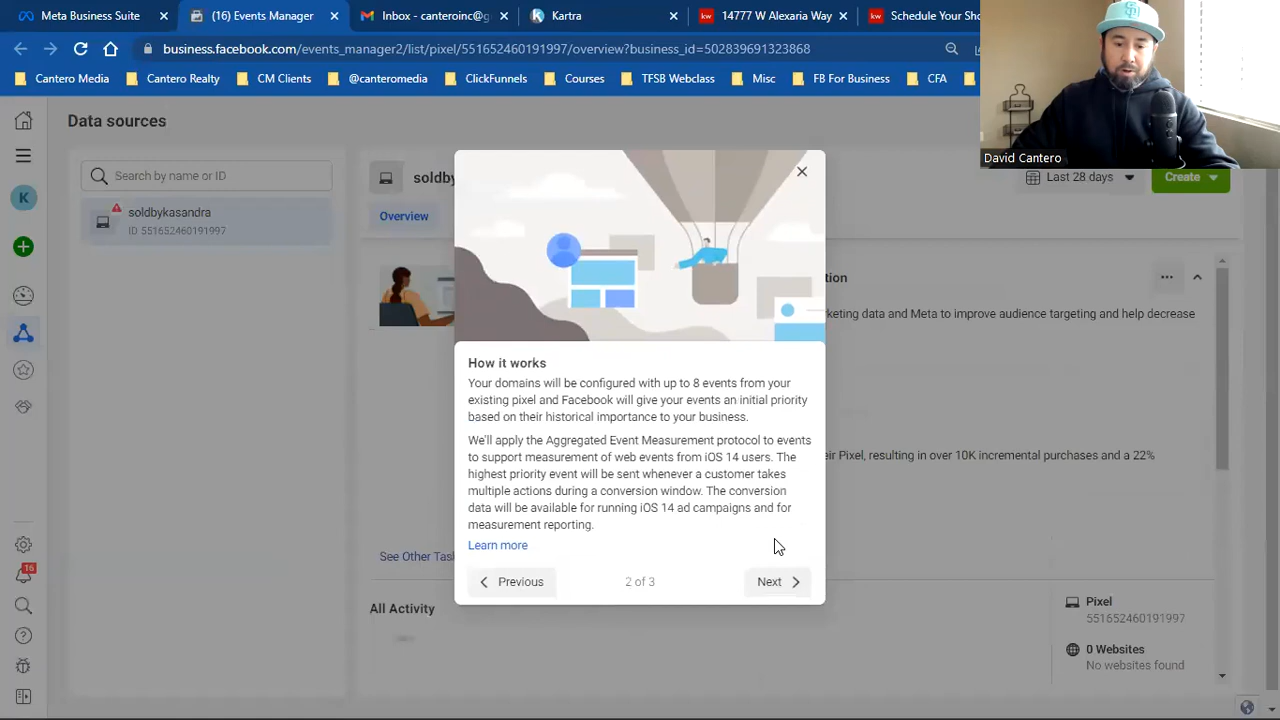 Meta Business Suite
(16) Events Manager
Inbox - canteroinc@g
Kartra
14777 W Alexaria Way
Schedule Your Sho
business.facebook.com/events_manager2/list/pixel/551652460191997/overview?business_id=502839691323868
Cantero Media
Cantero Realty
CM Clients
@canteromedia
ClickFunnels
Courses
TFSB Webclass
Misc
FB For Business
CFA
David Cantero
Data sources
Search by name or ID
soldbykasandra
ID 551652460191997
K
soldby
Overview
Last 28 days
Create
ation
rketing data and Meta to improve audience targeting and help decrease
eir Pixel, resulting in over 10K incremental purchases and a 22%
How it works
Your domains will be configured with up to 8 events from your
existing pixel and Facebook will give your events an initial priority
based on their historical importance to your business.
We'll apply the Aggregated Event Measurement protocol to events
to support measurement of web events from iOS 14 users. The
highest priority event will be sent whenever a customer takes
multiple actions during a conversion window. The conversion
data will be available for running iOS 14 ad campaigns and for
measurement reporting.
Learn more
Previous
2 of 3
Next
See Other Tas
All Activity
16
Pixel
551652460191997
0 Websites
No websites found